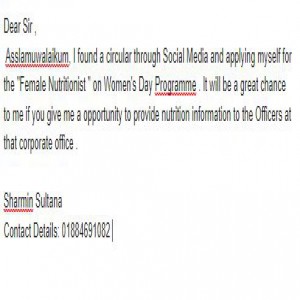 Dear Sir ,
Asslamuwalaikum, I found a circular through Social Media and applying myself for
the "Female Nutritionist " on Women's Day Programme . It will be a great chance
to me if you give me a opportunity to provide nutrition information to the Officers at
that corporate office .
Sharmin Sultana
Contact Details: 01884691082